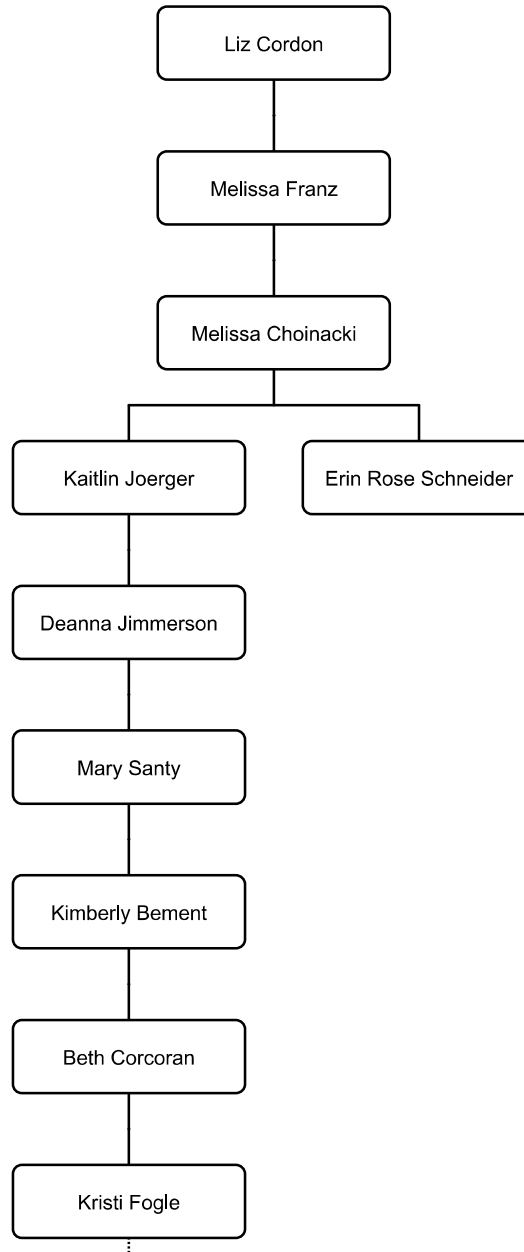 Liz Cordon
Melissa Franz
Melissa Choinacki
Kaitlin Joerger
Erin Rose Schneider
Deanna Jimmerson
Mary Santy
Kimberly Bement
Beth Corcoran
Kristi Fogle